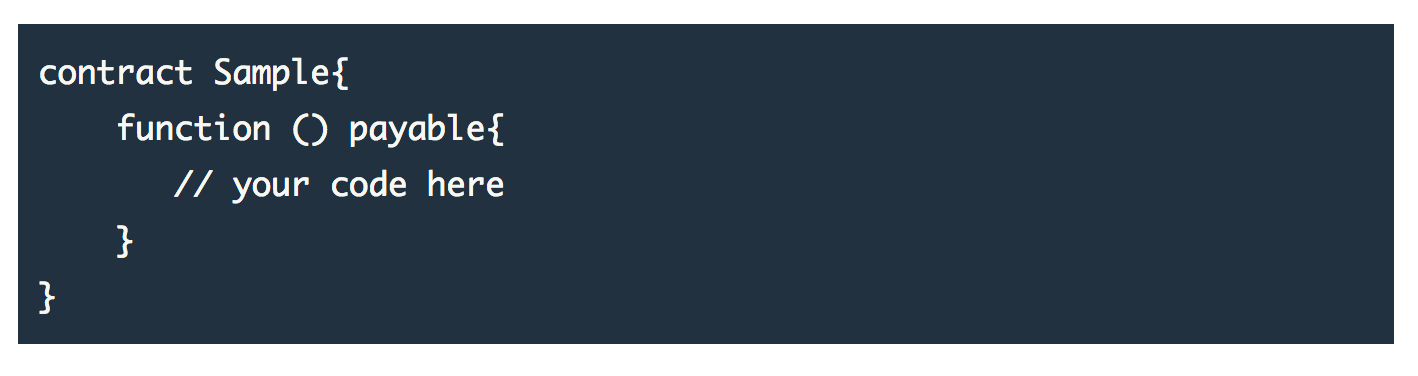 contract Sample{
    function () payable{
       // your code here
    }
}